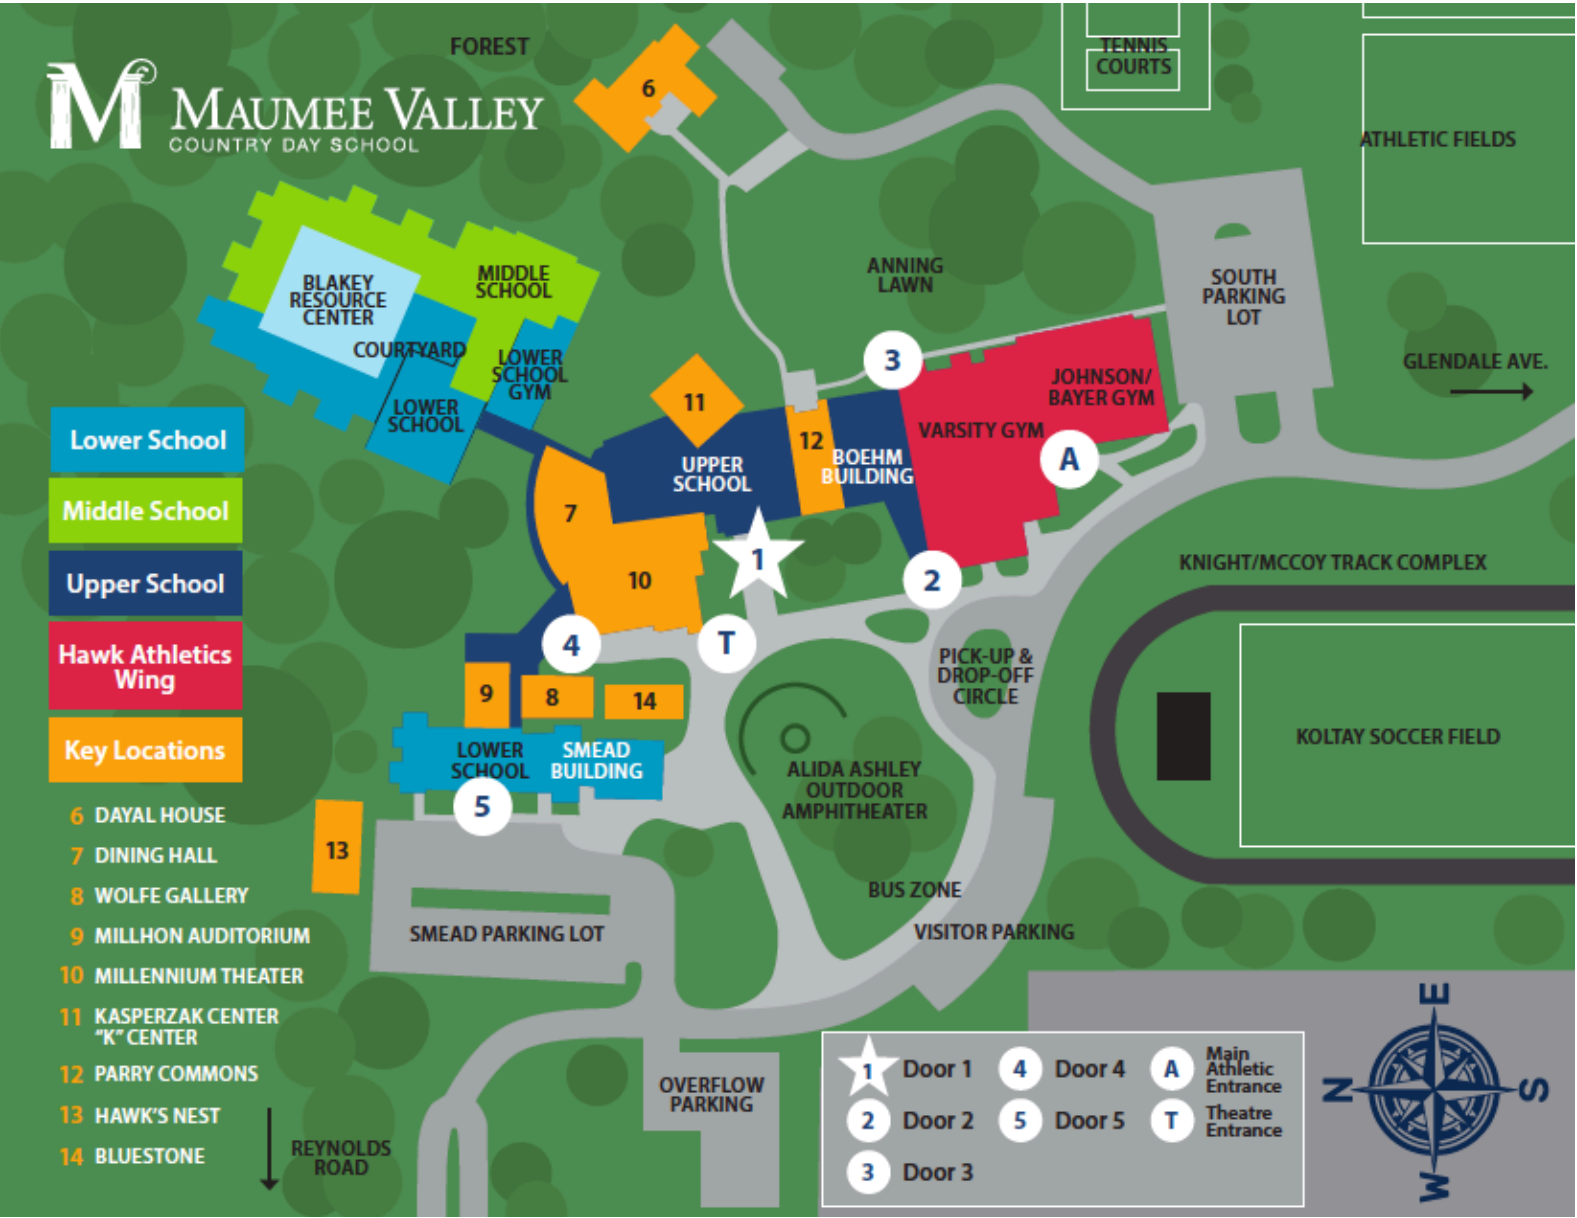 FOREST
6
TENNIS
COURTS
M
MAUMEE VALLEY
COUNTRY DAY SCHOOL
ATHLETIC FIELDS
BLAKEY
RESOURCE
CENTER
MIDDLE
SCHOOL
ANNING
LAWN
SOUTH
PARKING
LOT
COURTYARD
LOWER
SCHOOL
GYM
3
GLENDALE AVE.
JOHNSON/
BAYER GYM
11
LOWER
SCHOOL
VARSITY GYM
12
A
BOEHM
BUILDING
UPPER
SCHOOL
Lower School
Middle School
Upper School
Hawk Athletics
Wing
Key Locations
7
10
1
2
KNIGHT/MCCOY TRACK COMPLEX
4
T
PICK-UP &
DROP-OFF
CIRCLE
9
8
14
KOLTAY SOCCER FIELD
LOWER
SCHOOL
SMEAD
BUILDING
5
ALIDA ASHLEY
OUTDOOR
AMPHITHEATER
13
BUS ZONE
VISITOR PARKING
SMEAD PARKING LOT
6 DAYAL HOUSE
7 DINING HALL
8 WOLFE GALLERY
9 MILLHON AUDITORIUM
10 MILLENNIUM THEATER
11 KASPERZAK CENTER
"K" CENTER
12 PARRY COMMONS
13 HAWK'S NEST
14 BLUESTONE
REYNOLDS
ROAD
OVERFLOW
PARKING
1 Door 1
2 Door 2
3 Door 3
4 Door 4
5 Door 5
A Main
Athletic
Entrance
T Theatre
Entrance
E
N
S
W